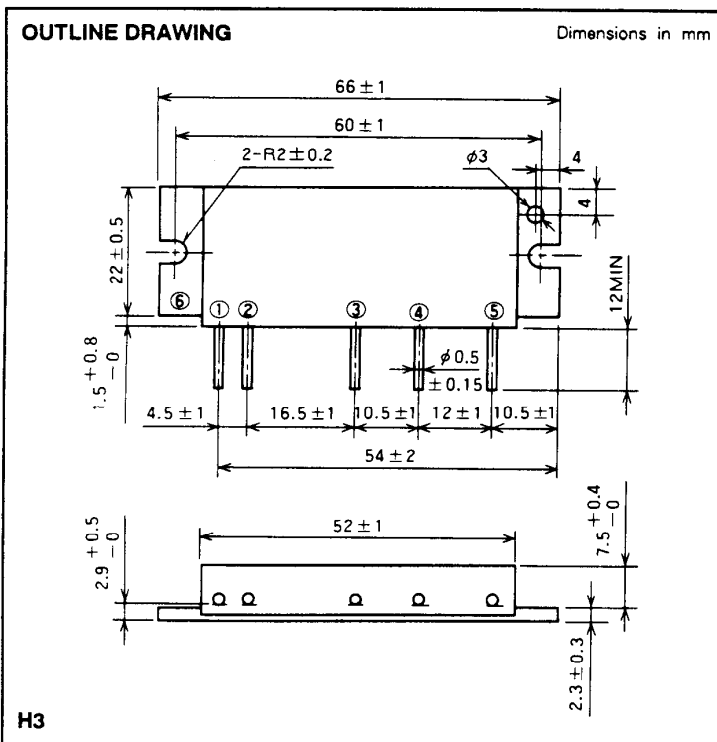 OUTLINE DRAWING
Dimensions in mm
66±1
60±1
2-R2±0.2
φ3
4
4
22±0.5
12MIN
⑥
①
②
③
④
⑤
φ0.5
±0.15
1.5 +0.8 −0
4.5±1
16.5±1
10.5±1
12±1
10.5±1
54±2
52±1
2.9 +0.5 −0
7.5 +0.4 −0
2.3±0.3
H3